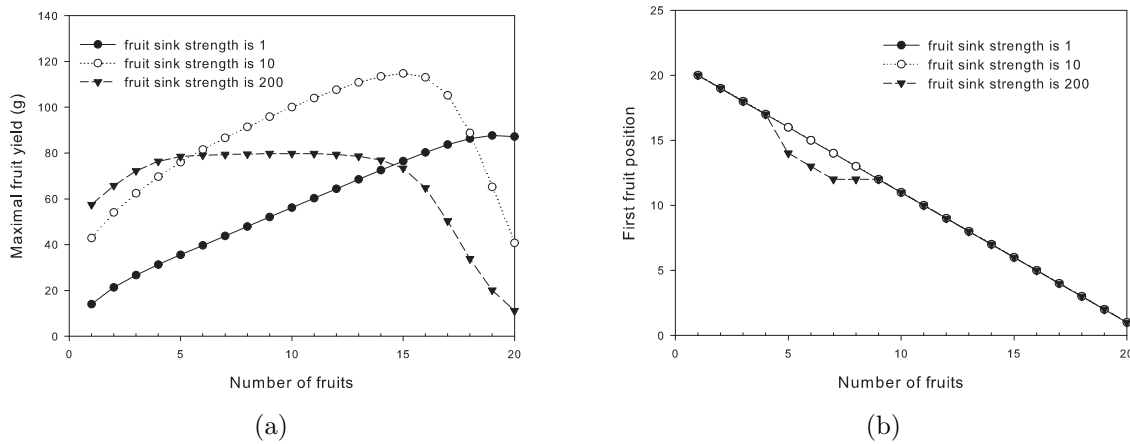 140
120
100
80
60
40
20
0
Maximal fruit yield (g)
fruit sink strength is 1
fruit sink strength is 10
fruit sink strength is 200
0 5 10 15 20
Number of fruits
(a)
25
20
15
10
5
0
First fruit position
fruit sink strength is 1
fruit sink strength is 10
fruit sink strength is 200
0 5 10 15 20
Number of fruits
(b)